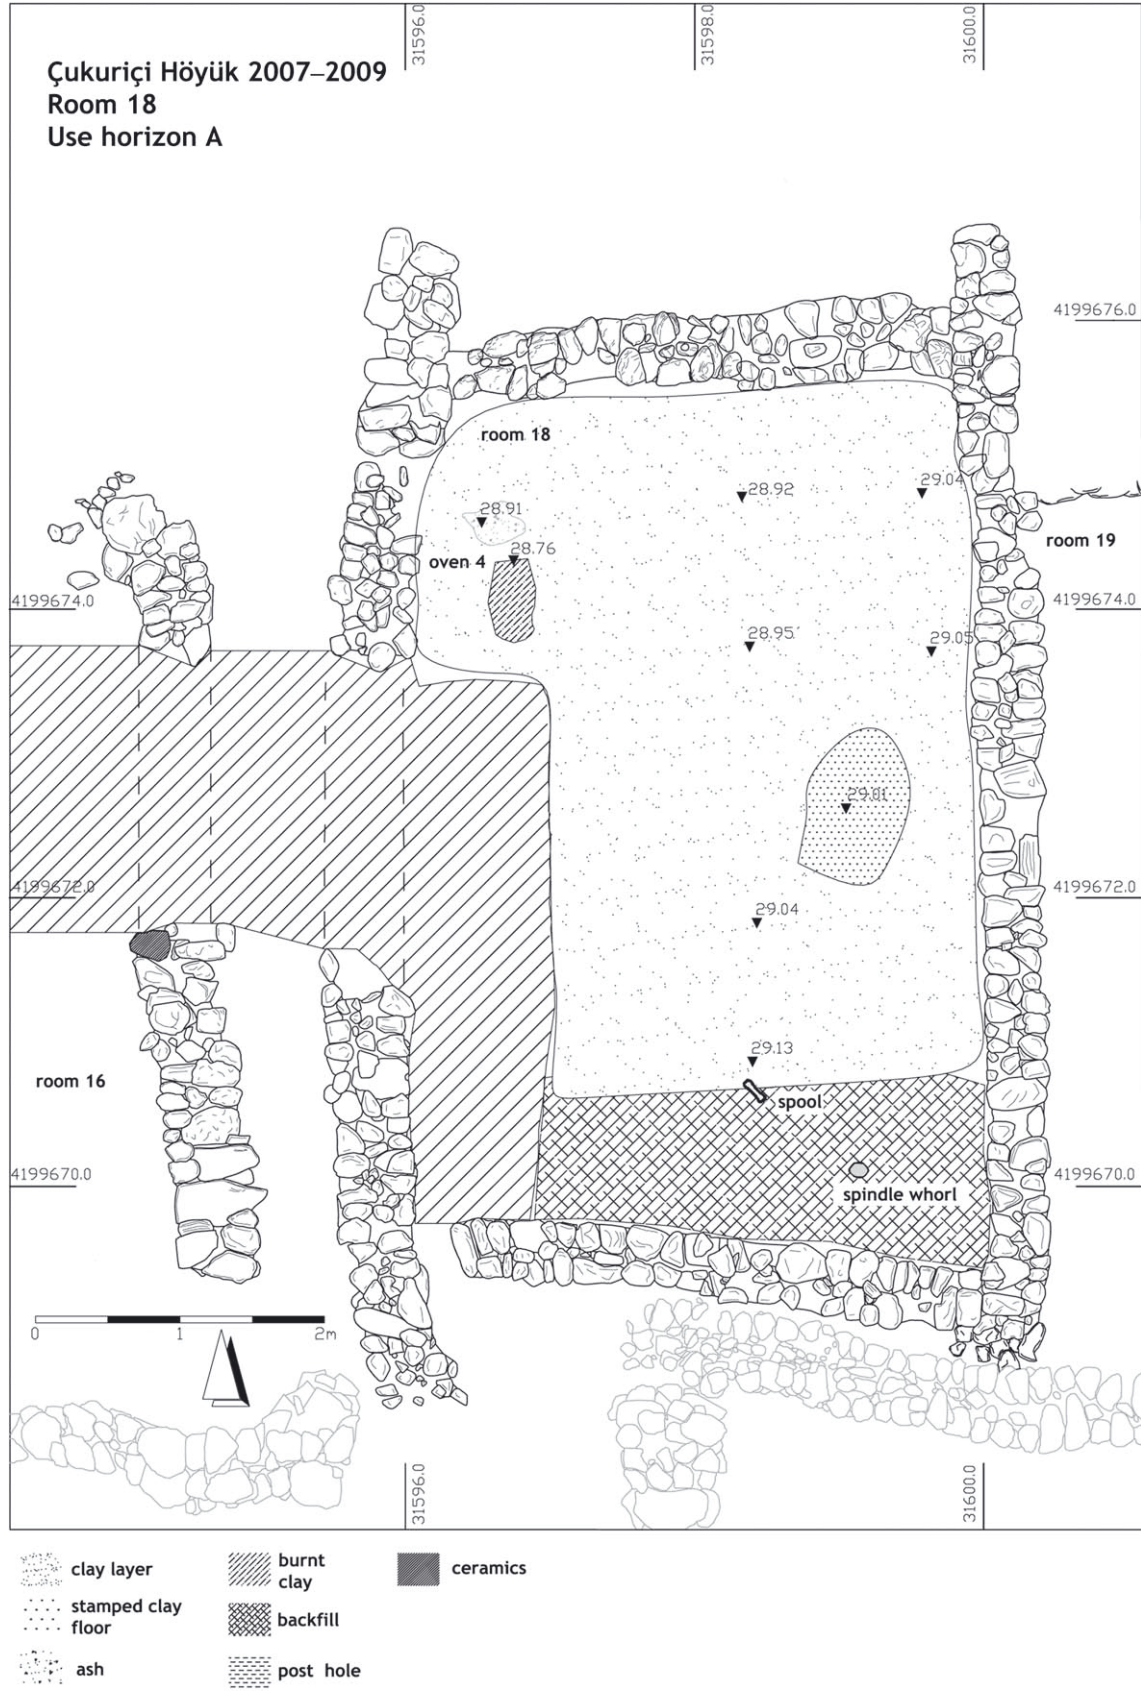 31596.0
31598.0
31600.0
Çukuriçi Höyük 2007–2009
Room 18
Use horizon A
4199676.0
room 18
28.92
29.04
28.91
room 19
oven 4
28.76
4199674.0
4199674.0
28.95
29.05
29.01
4199672.0
4199672.0
29.04
29.13
room 16
spool
4199670.0
4199670.0
spindle whorl
0 1 2m
31596.0
31600.0
clay layer
burnt
clay
ceramics
stamped clay
floor
backfill
ash
post hole